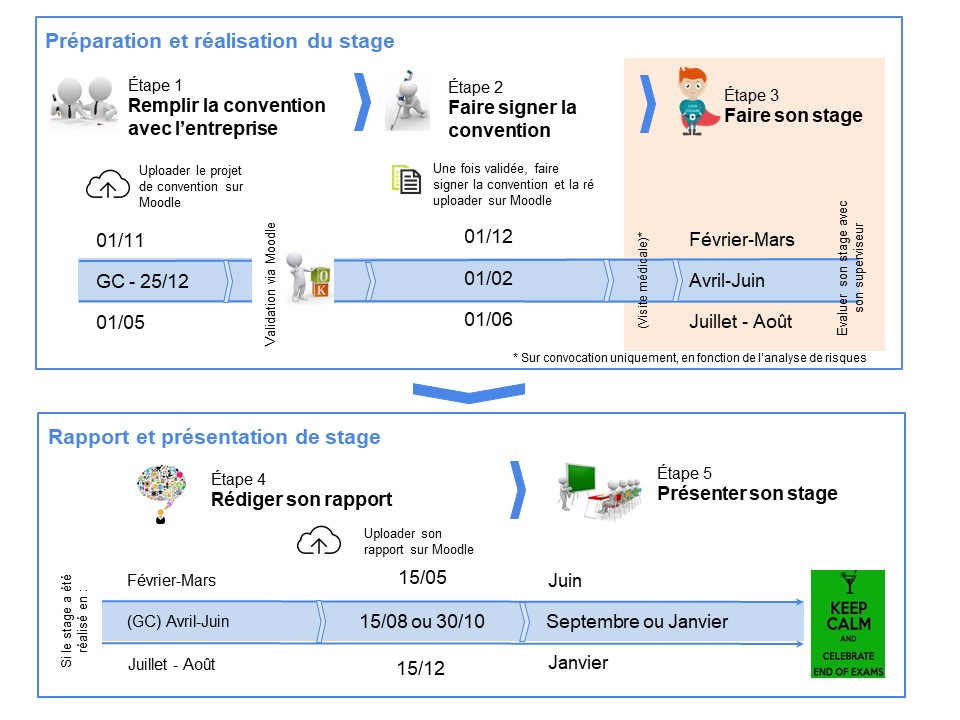 Préparation et réalisation du stage
Étape 1
Remplir la convention
avec l'entreprise
Étape 2
Faire signer la
convention
Étape 3
Faire son stage
Uploader le projet
de convention sur
Moodle
Une fois validée, faire
signer la convention et la ré
uploader sur Moodle
01/11
GC - 25/12
01/05
Validation via Moodle
OK
01/12
01/02
01/06
(Visite médicale)*
Février-Mars
Avril-Juin
Juillet - Août
Evaluer son stage avec
son superviseur
* Sur convocation uniquement, en fonction de l'analyse de risques
Rapport et présentation de stage
Étape 4
Rédiger son rapport
Étape 5
Présenter son stage
Uploader son
rapport sur Moodle
Si le stage a été
réalisé en :
Février-Mars
15/05
Juin
(GC) Avril-Juin
15/08 ou 30/10
Septembre ou Janvier
Juillet - Août
15/12
Janvier
KEEP
CALM
AND
CELEBRATE
END OF EXAMS